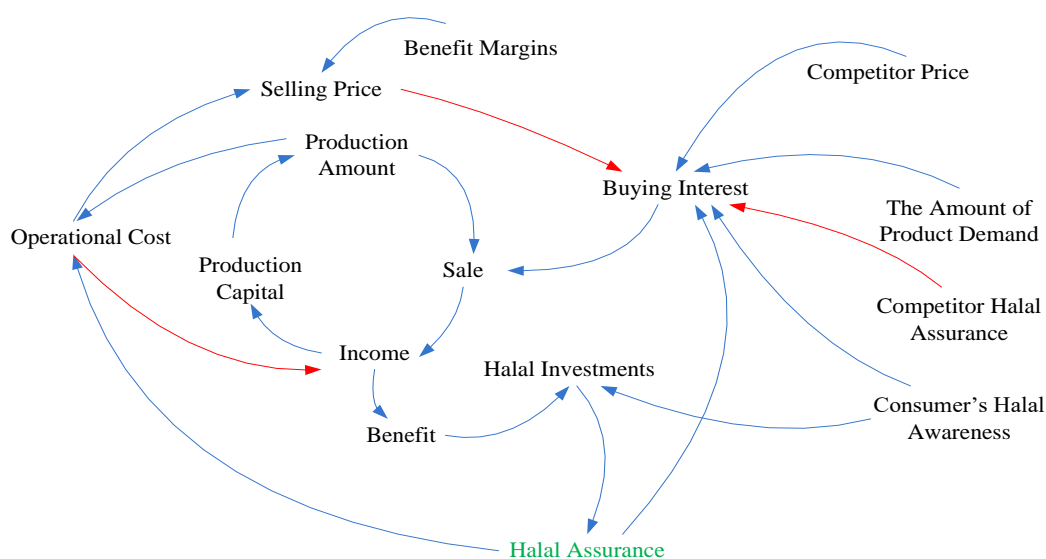 Benefit Margins
Competitor Price
Selling Price
Production
Amount
Buying Interest
The Amount of
Product Demand
Operational Cost
Production
Capital
Sale
Competitor Halal
Assurance
Income
Halal Investments
Consumer's Halal
Awareness
Benefit
Halal Assurance